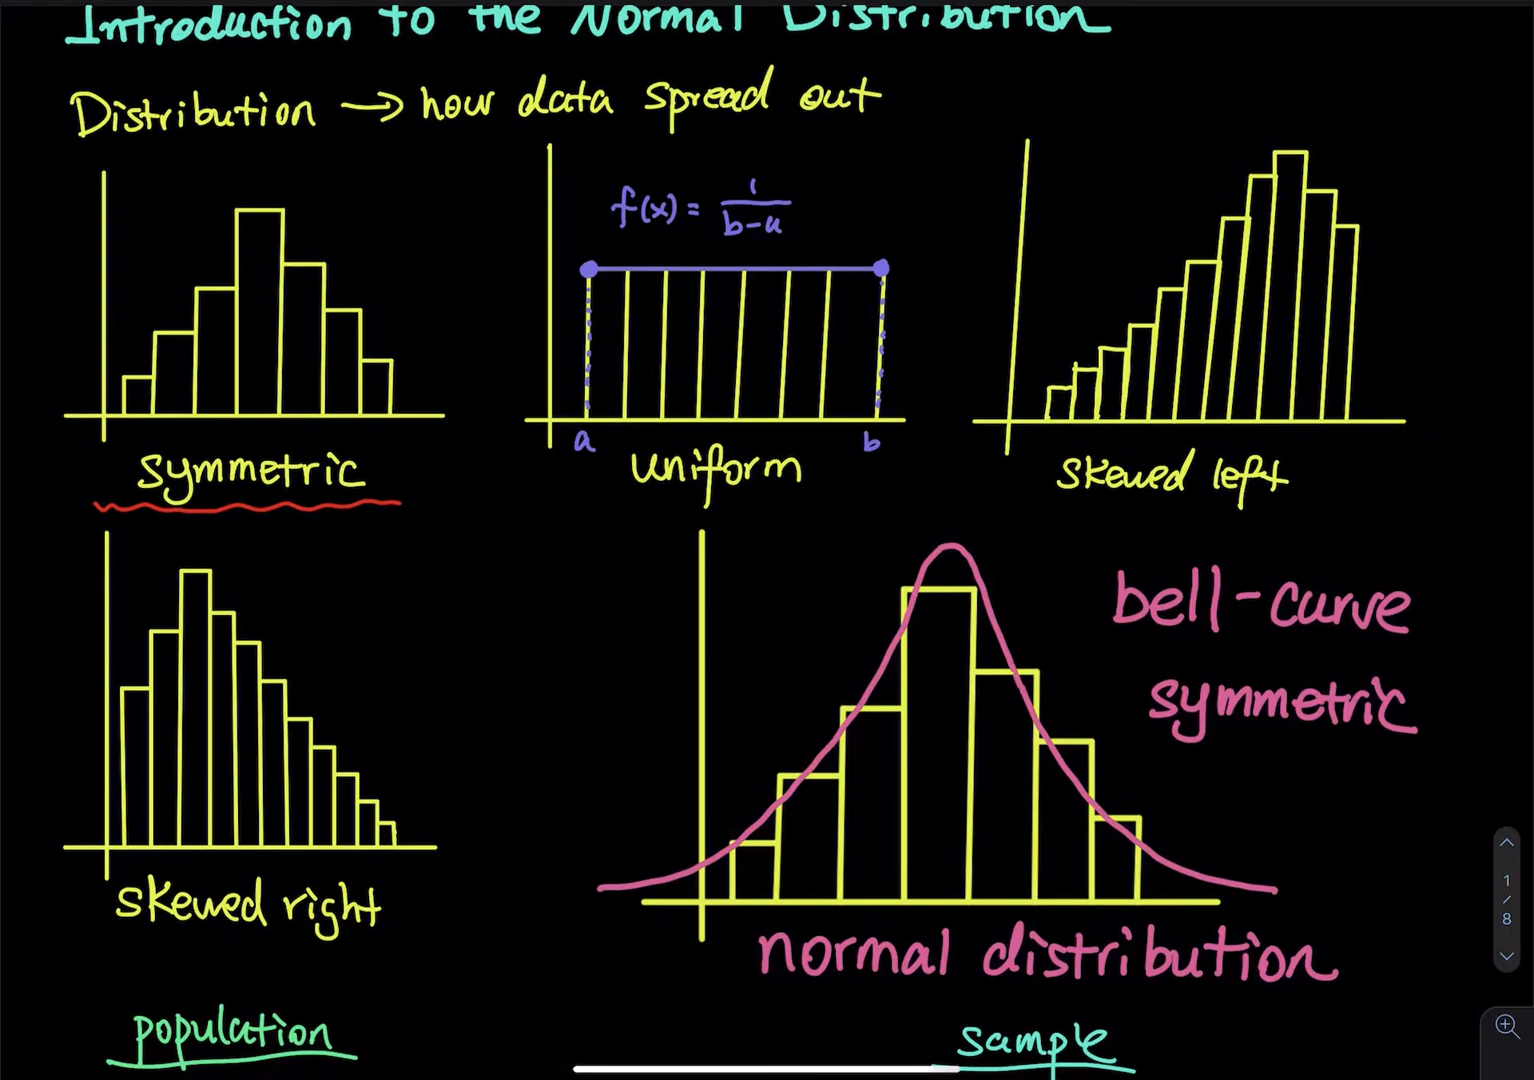 Introduction to the Normal Distribution
Distribution → how data spread out
f(x) = 1/(b-a)
a
b
symmetric
uniform
skewed left
bell-curve
symmetric
skewed right
normal distribution
population
sample
1
/
8